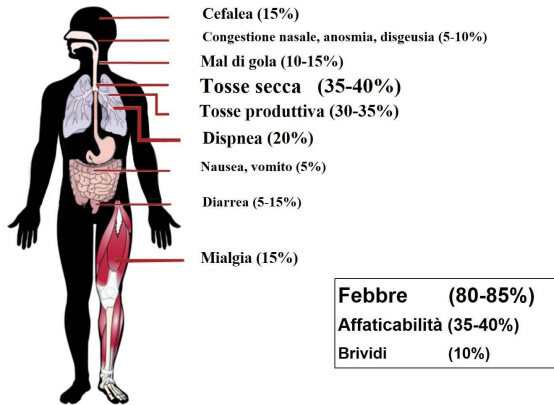 Cefalea (15%)
Congestione nasale, anosmia, disgeusia (5-10%)
Mal di gola (10-15%)
Tosse secca (35-40%)
Tosse produttiva (30-35%)
Dispnea (20%)
Nausea, vomito (5%)
Diarrea (5-15%)
Mialgia (15%)
Febbre (80-85%)
Affaticabilità (35-40%)
Brividi (10%)